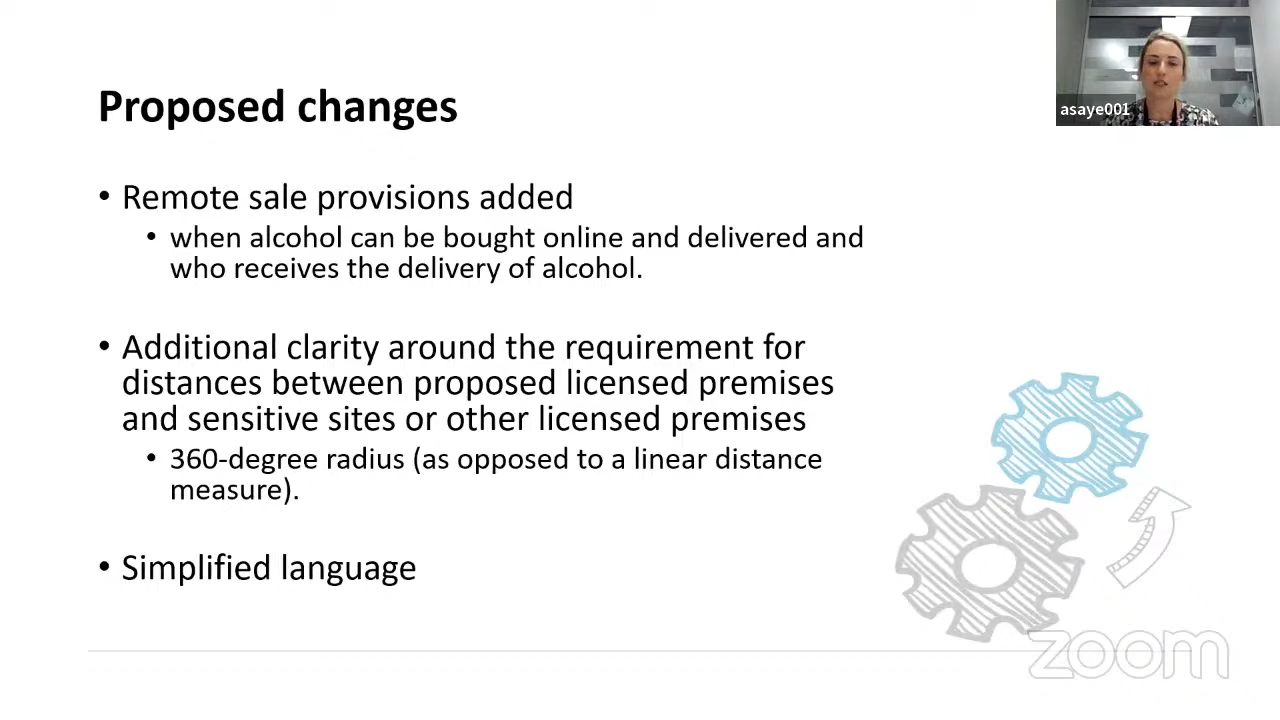 Proposed changes
asaye001
• Remote sale provisions added
• when alcohol can be bought online and delivered and
who receives the delivery of alcohol.
• Additional clarity around the requirement for
distances between proposed licensed premises
and sensitive sites or other licensed premises
• 360-degree radius (as opposed to a linear distance
measure).
• Simplified language
zoom